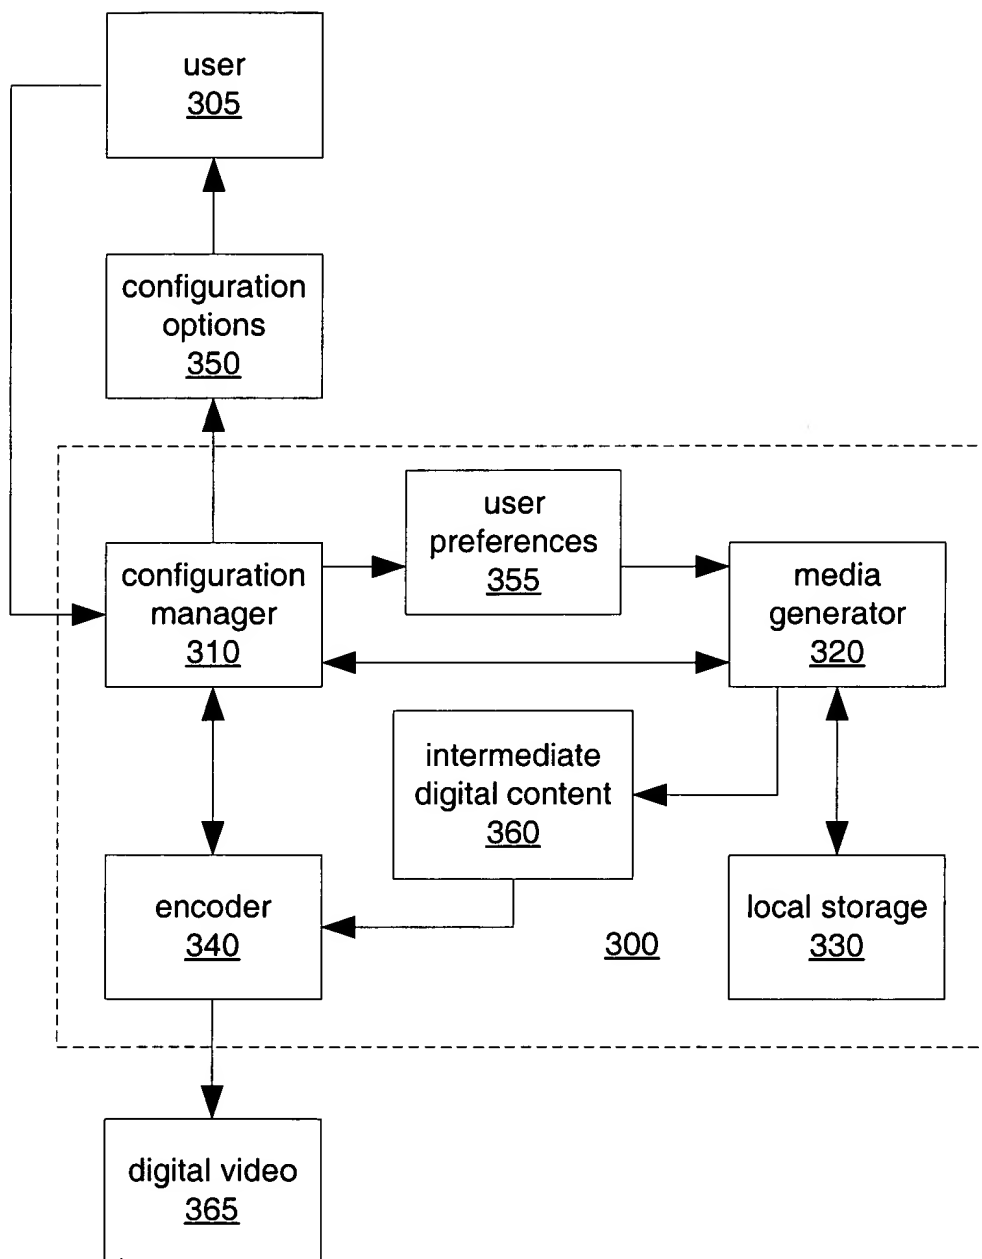 user
305
configuration
options
350
user
preferences
355
configuration
manager
310
media
generator
320
intermediate
digital content
360
encoder
340
300
local storage
330
digital video
365